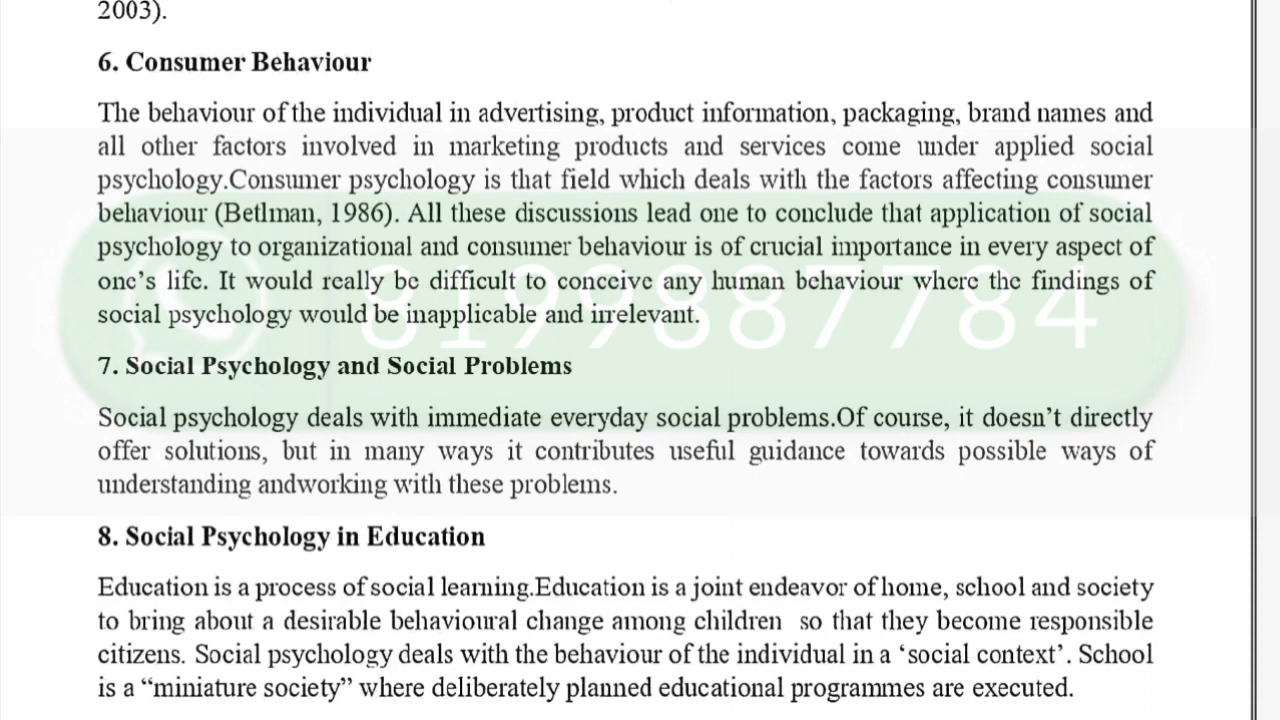 2003).
6. Consumer Behaviour
The behaviour of the individual in advertising, product information, packaging, brand names and
all other factors involved in marketing products and services come under applied social
psychology.Consumer psychology is that field which deals with the factors affecting consumer
behaviour (Betlman, 1986). All these discussions lead one to conclude that application of social
psychology to organizational and consumer behaviour is of crucial importance in every aspect of
one's life. It would really be difficult to conceive any human behaviour where the findings of
social psychology would be inapplicable and irrelevant.
8199887784
7. Social Psychology and Social Problems
Social psychology deals with immediate everyday social problems.Of course, it doesn't directly
offer solutions, but in many ways it contributes useful guidance towards possible ways of
understanding andworking with these problems.
8. Social Psychology in Education
Education is a process of social learning.Education is a joint endeavor of home, school and society
to bring about a desirable behavioural change among children so that they become responsible
citizens. Social psychology deals with the behaviour of the individual in a ‘social context’. School
is a “miniature society” where deliberately planned educational programmes are executed.